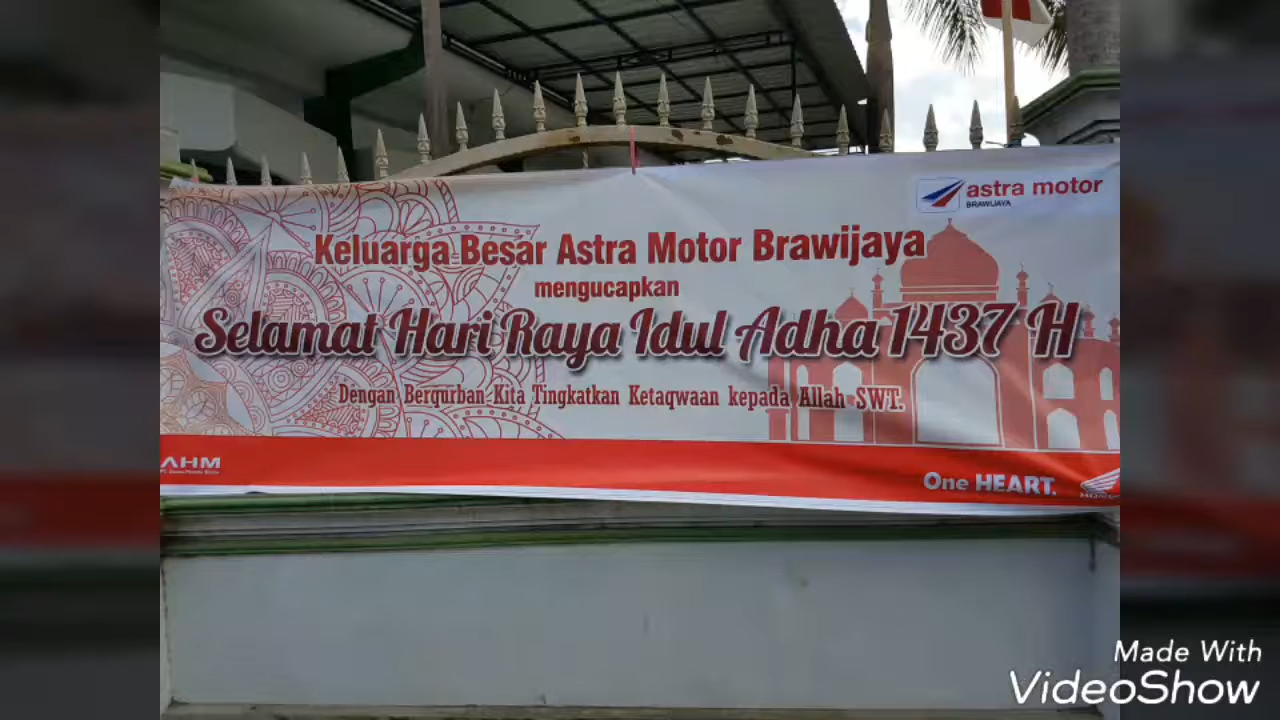 astra motor
BRAWIJAYA
Keluarga Besar Astra Motor Brawijaya
mengucapkan
Selamat Hari Raya Idul Adha 1437 H
Dengan Berqurban Kita Tingkatkan Ketaqwaan kepada Allah SWT.
AHM
One HEART.
HONDA
Made With
VideoShow